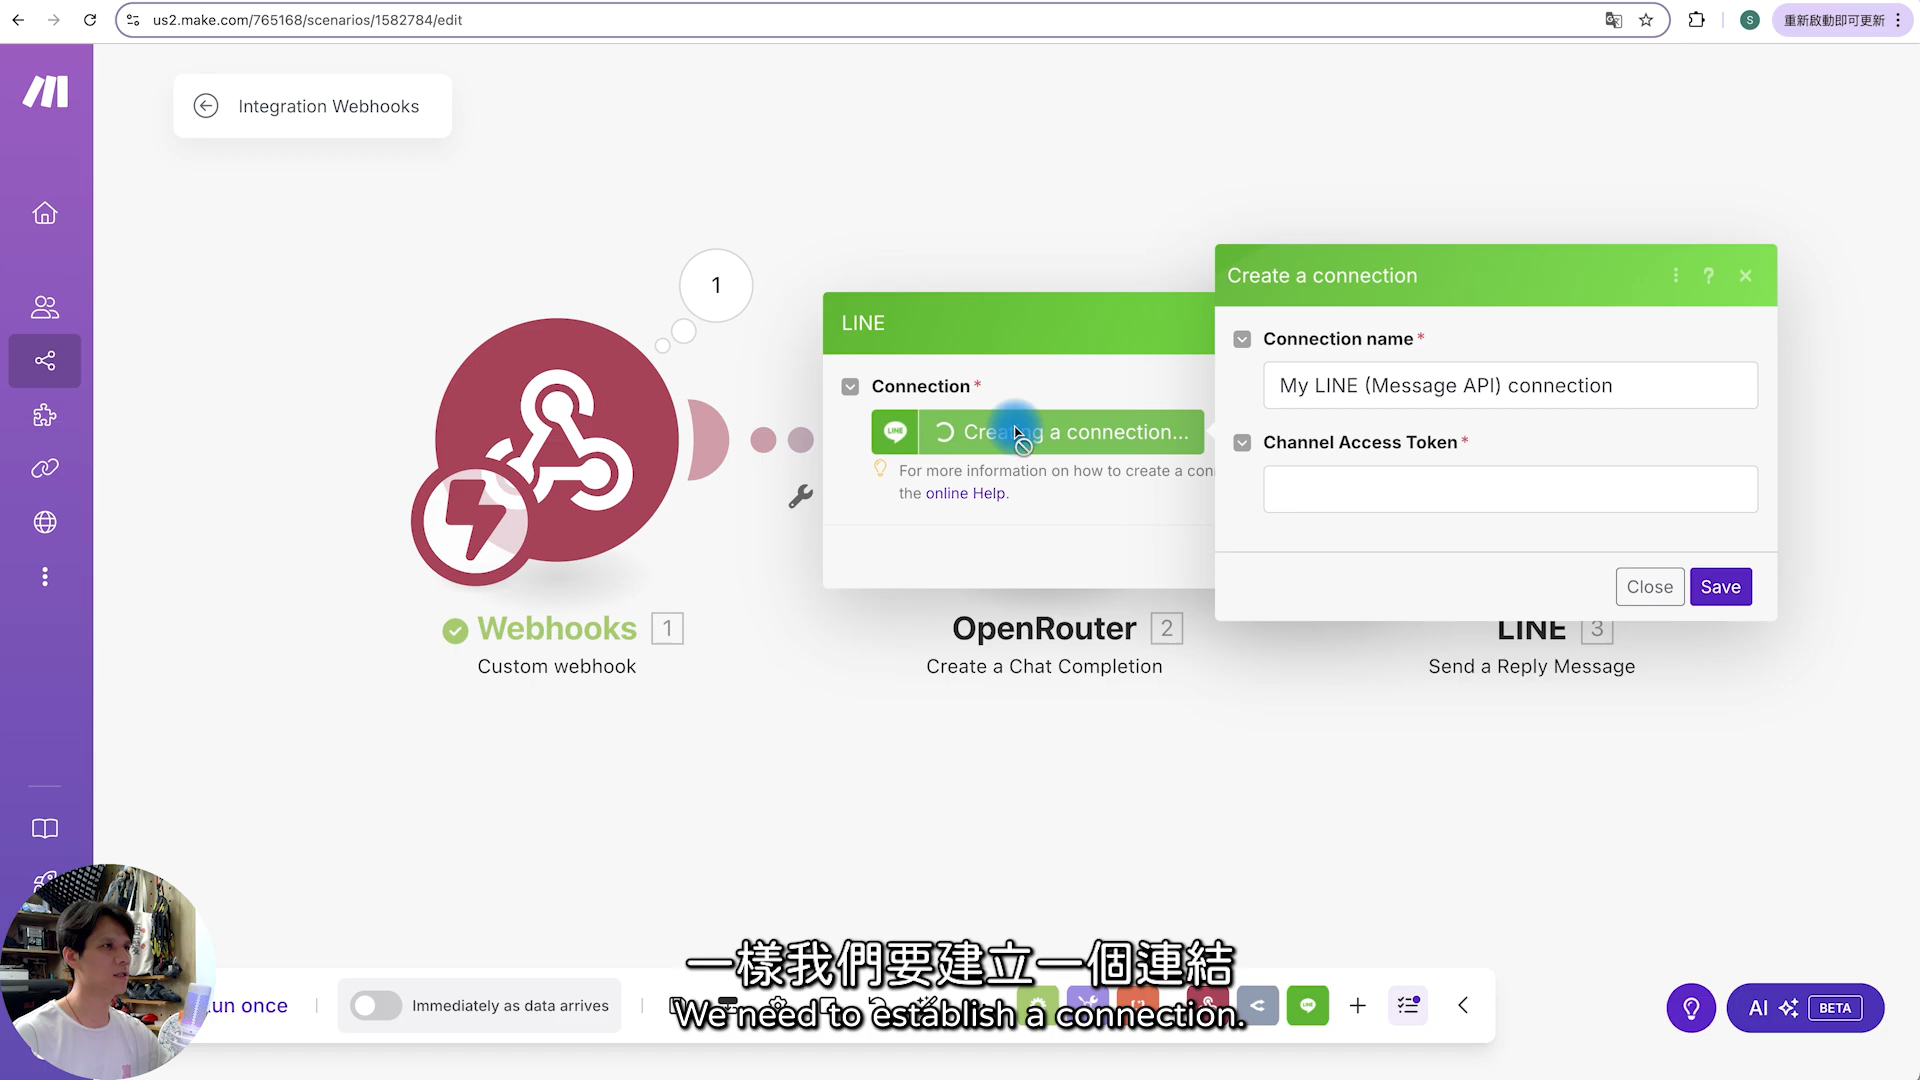 us2.make.com/765168/scenarios/1582784/edit
S
重新啟動即可更新
Integration Webhooks
1
LINE
Connection *
LINE
Creating a connection...
For more information on how to create a con
the online Help.
Create a connection
?
Connection name *
My LINE (Message API) connection
Channel Access Token *
Close
Save
Webhooks 1
Custom webhook
OpenRouter 2
Create a Chat Completion
LINE 3
Send a Reply Message
一樣我們要建立一個連結
We need to establish a connection.
un once
Immediately as data arrives
LINE
AI
BETA